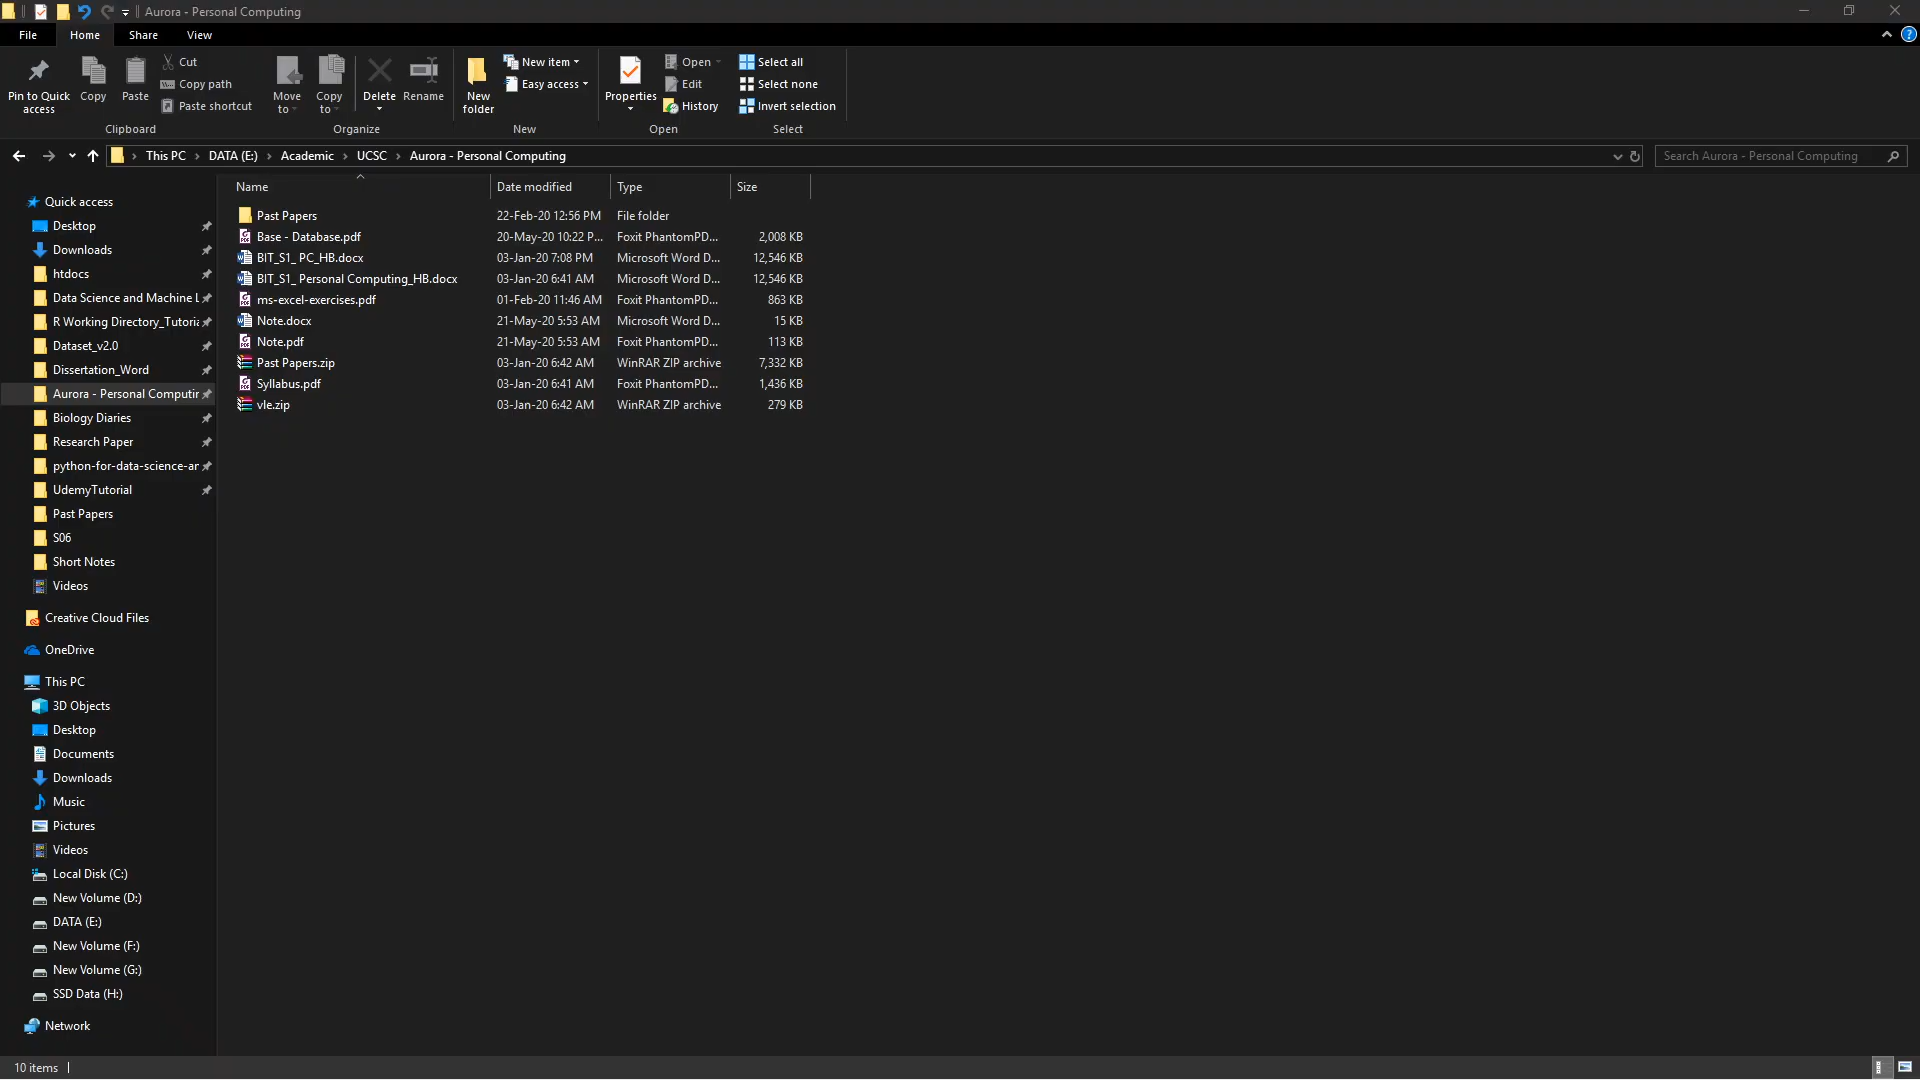 Aurora - Personal Computing
File Home Share View
Pin to Quick access
Copy
Paste
Cut
Copy path
Paste shortcut
Clipboard
Move to
Copy to
Delete
Rename
Organize
New folder
New item
Easy access
New
Properties
Open
Edit
History
Open
Select all
Select none
Invert selection
Select
This PC › DATA (E:) › Academic › UCSC › Aurora - Personal Computing
Search Aurora - Personal Computing
Quick access
Desktop
Downloads
htdocs
Data Science and Machine L
R Working Directory_Tutoria
Dataset_v2.0
Dissertation_Word
Aurora - Personal Computin
Biology Diaries
Research Paper
python-for-data-science-an
UdemyTutorial
Past Papers
S06
Short Notes
Videos
Creative Cloud Files
OneDrive
This PC
3D Objects
Desktop
Documents
Downloads
Music
Pictures
Videos
Local Disk (C:)
New Volume (D:)
DATA (E:)
New Volume (F:)
New Volume (G:)
SSD Data (H:)
Network
Name Date modified Type Size
Past Papers 22-Feb-20 12:56 PM File folder
Base - Database.pdf 20-May-20 10:22 P... Foxit PhantomPD... 2,008 KB
BIT_S1_ PC_HB.docx 03-Jan-20 7:08 PM Microsoft Word D... 12,546 KB
BIT_S1_ Personal Computing_HB.docx 03-Jan-20 6:41 AM Microsoft Word D... 12,546 KB
ms-excel-exercises.pdf 01-Feb-20 11:46 AM Foxit PhantomPD... 863 KB
Note.docx 21-May-20 5:53 AM Microsoft Word D... 15 KB
Note.pdf 21-May-20 5:53 AM Foxit PhantomPD... 113 KB
Past Papers.zip 03-Jan-20 6:42 AM WinRAR ZIP archive 7,332 KB
Syllabus.pdf 03-Jan-20 6:41 AM Foxit PhantomPD... 1,436 KB
vle.zip 03-Jan-20 6:42 AM WinRAR ZIP archive 279 KB
10 items